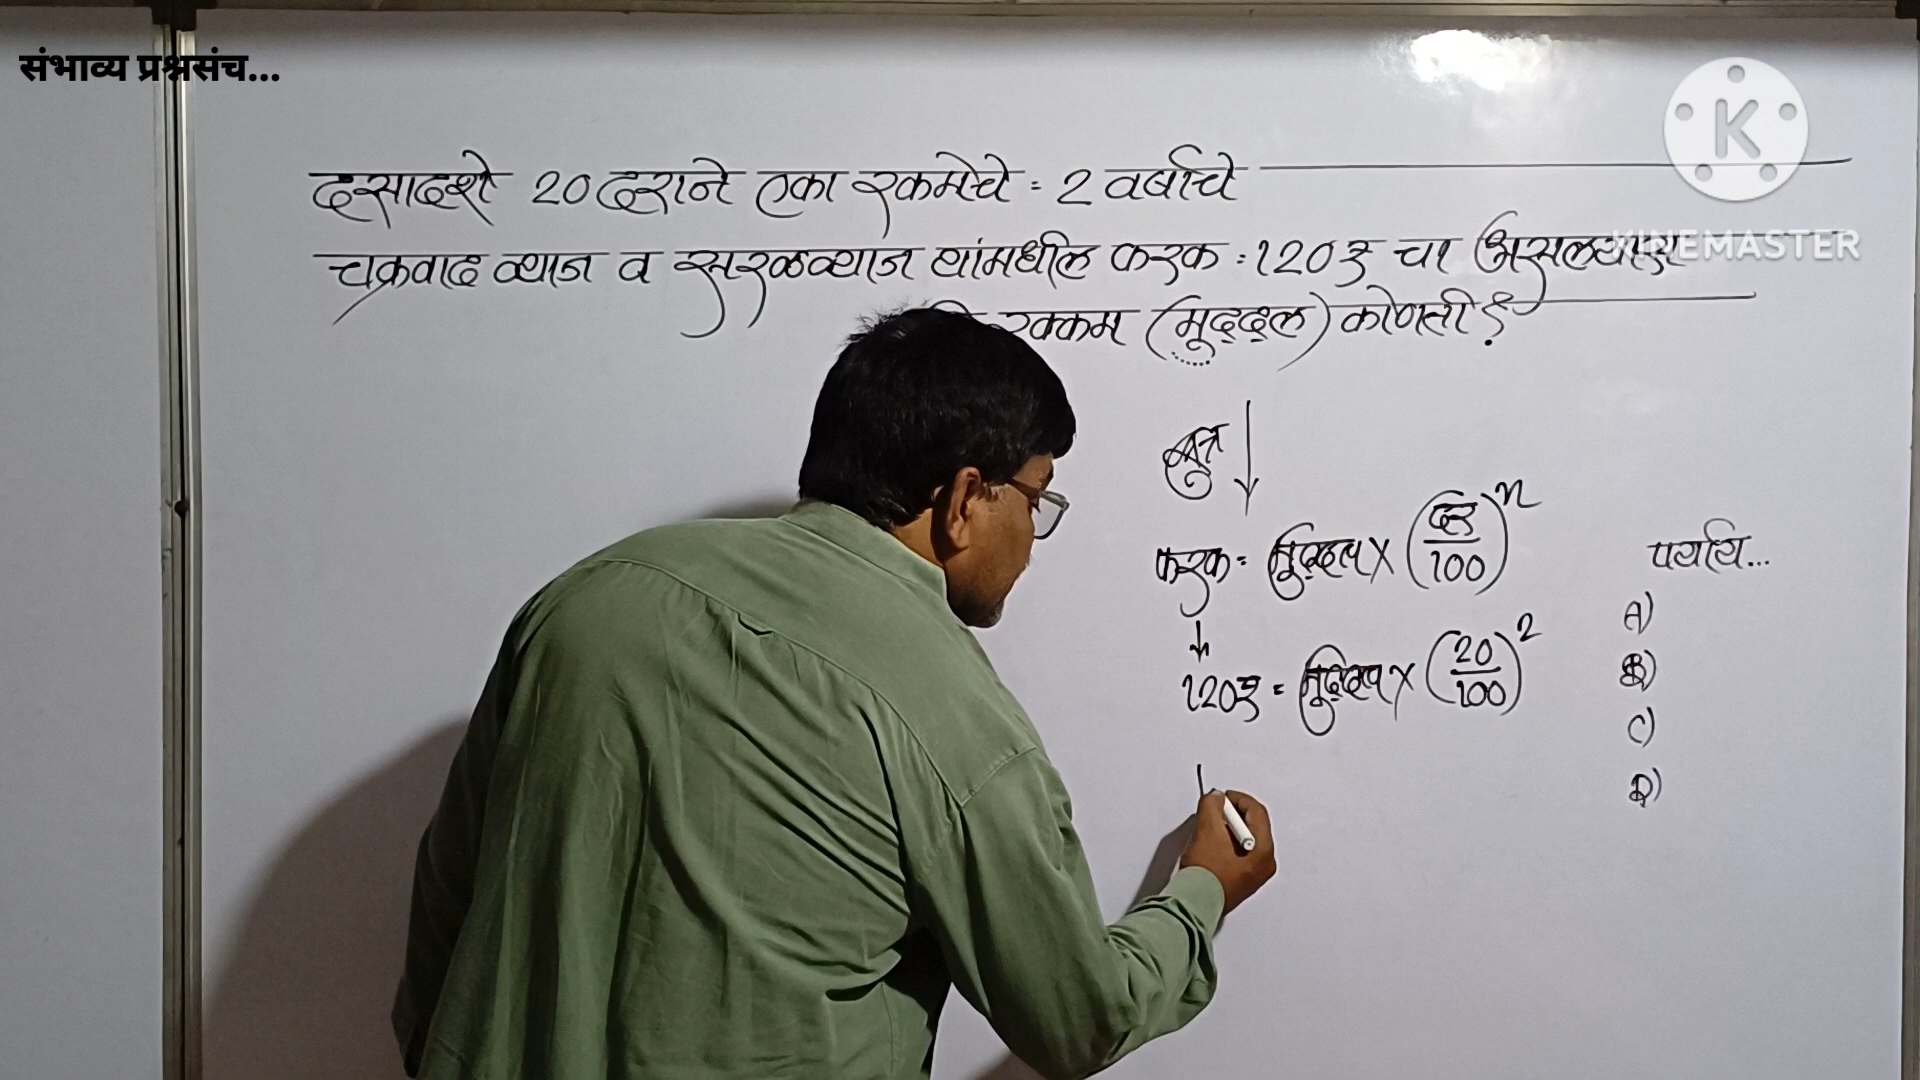 संभाव्य प्रश्नसंच...
K
KINEMASTER
दसादशे 20 दराने एका रकमेचे : 2 वर्षाचे
चक्रवाढ व्याज व सरळव्याज यांमधील फरक : 120रु चा असल्यास
रक्कम (मुद्दल) कोणती ?
सूत्र
फरक = मुद्दल × (दर/100)ⁿ
120रु = मुद्दल × (20/100)²
पर्याय...
A)
B)
C)
D)